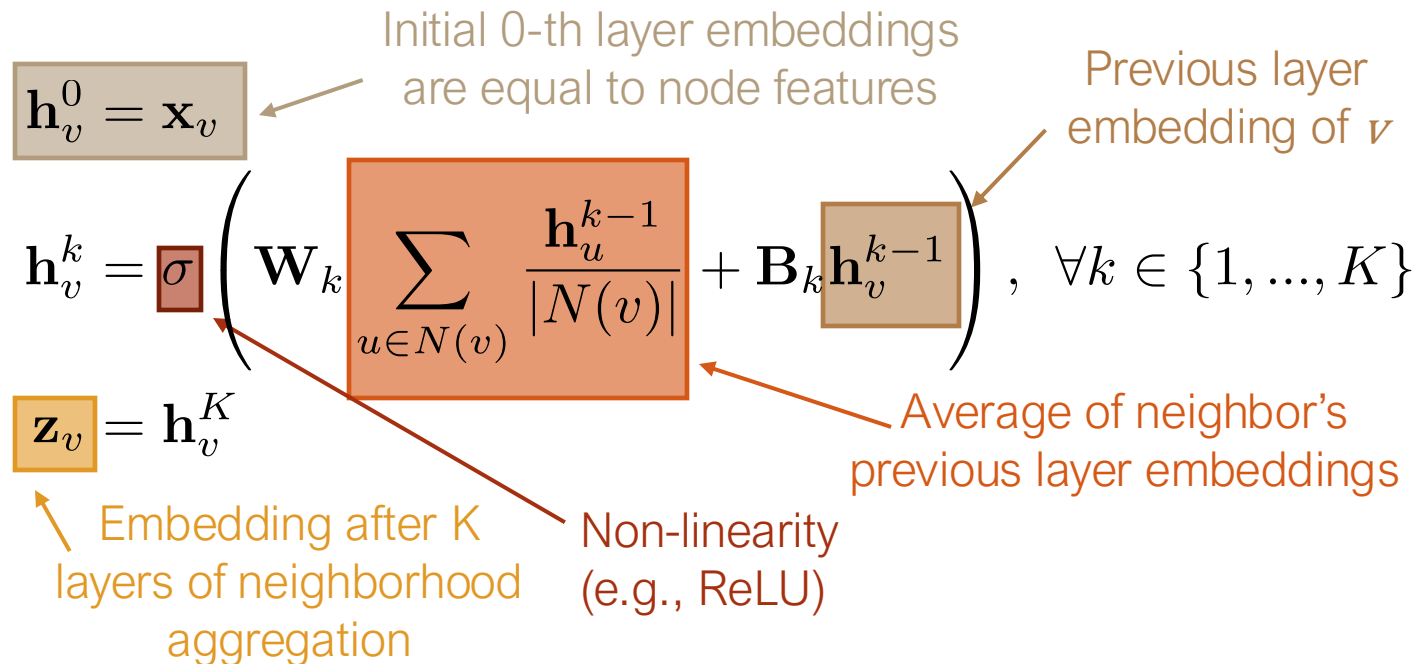 Initial 0-th layer embeddings
are equal to node features
Previous layer
embedding of v
h_v^0 = x_v
h_v^k = σ ( W_k ∑_{u∈N(v)} h_u^{k−1} / |N(v)| + B_k h_v^{k−1} ) , ∀k ∈ {1, ..., K}
z_v = h_v^K
Average of neighbor’s
previous layer embeddings
Embedding after K
layers of neighborhood
aggregation
Non-linearity
(e.g., ReLU)